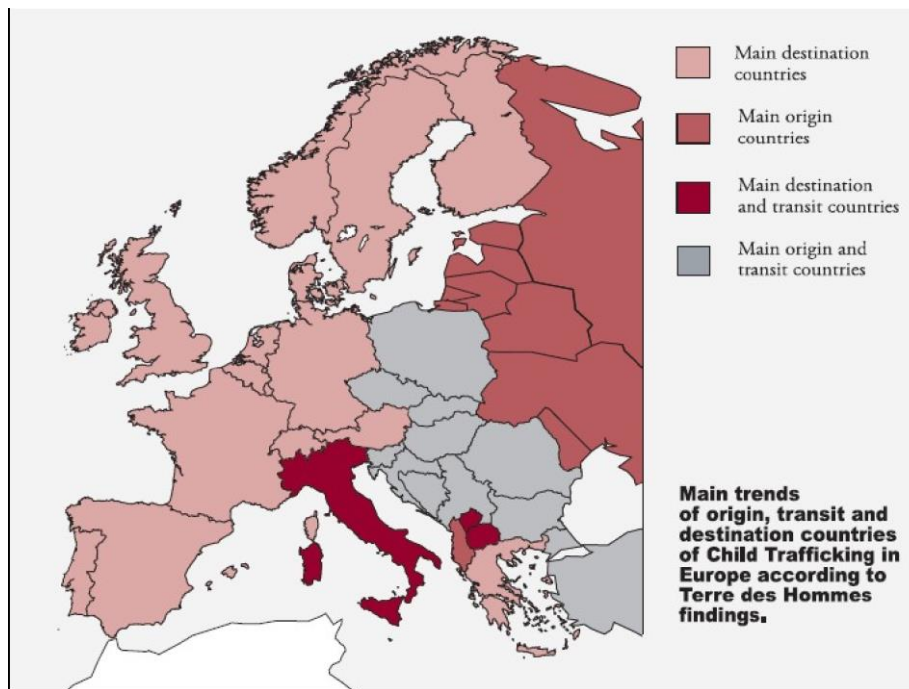 Main destination
countries
Main origin
countries
Main destination
and transit countries
Main origin and
transit countries
Main trends
of origin, transit and
destination countries
of Child Trafficking in
Europe according to
Terre des Hommes
findings.